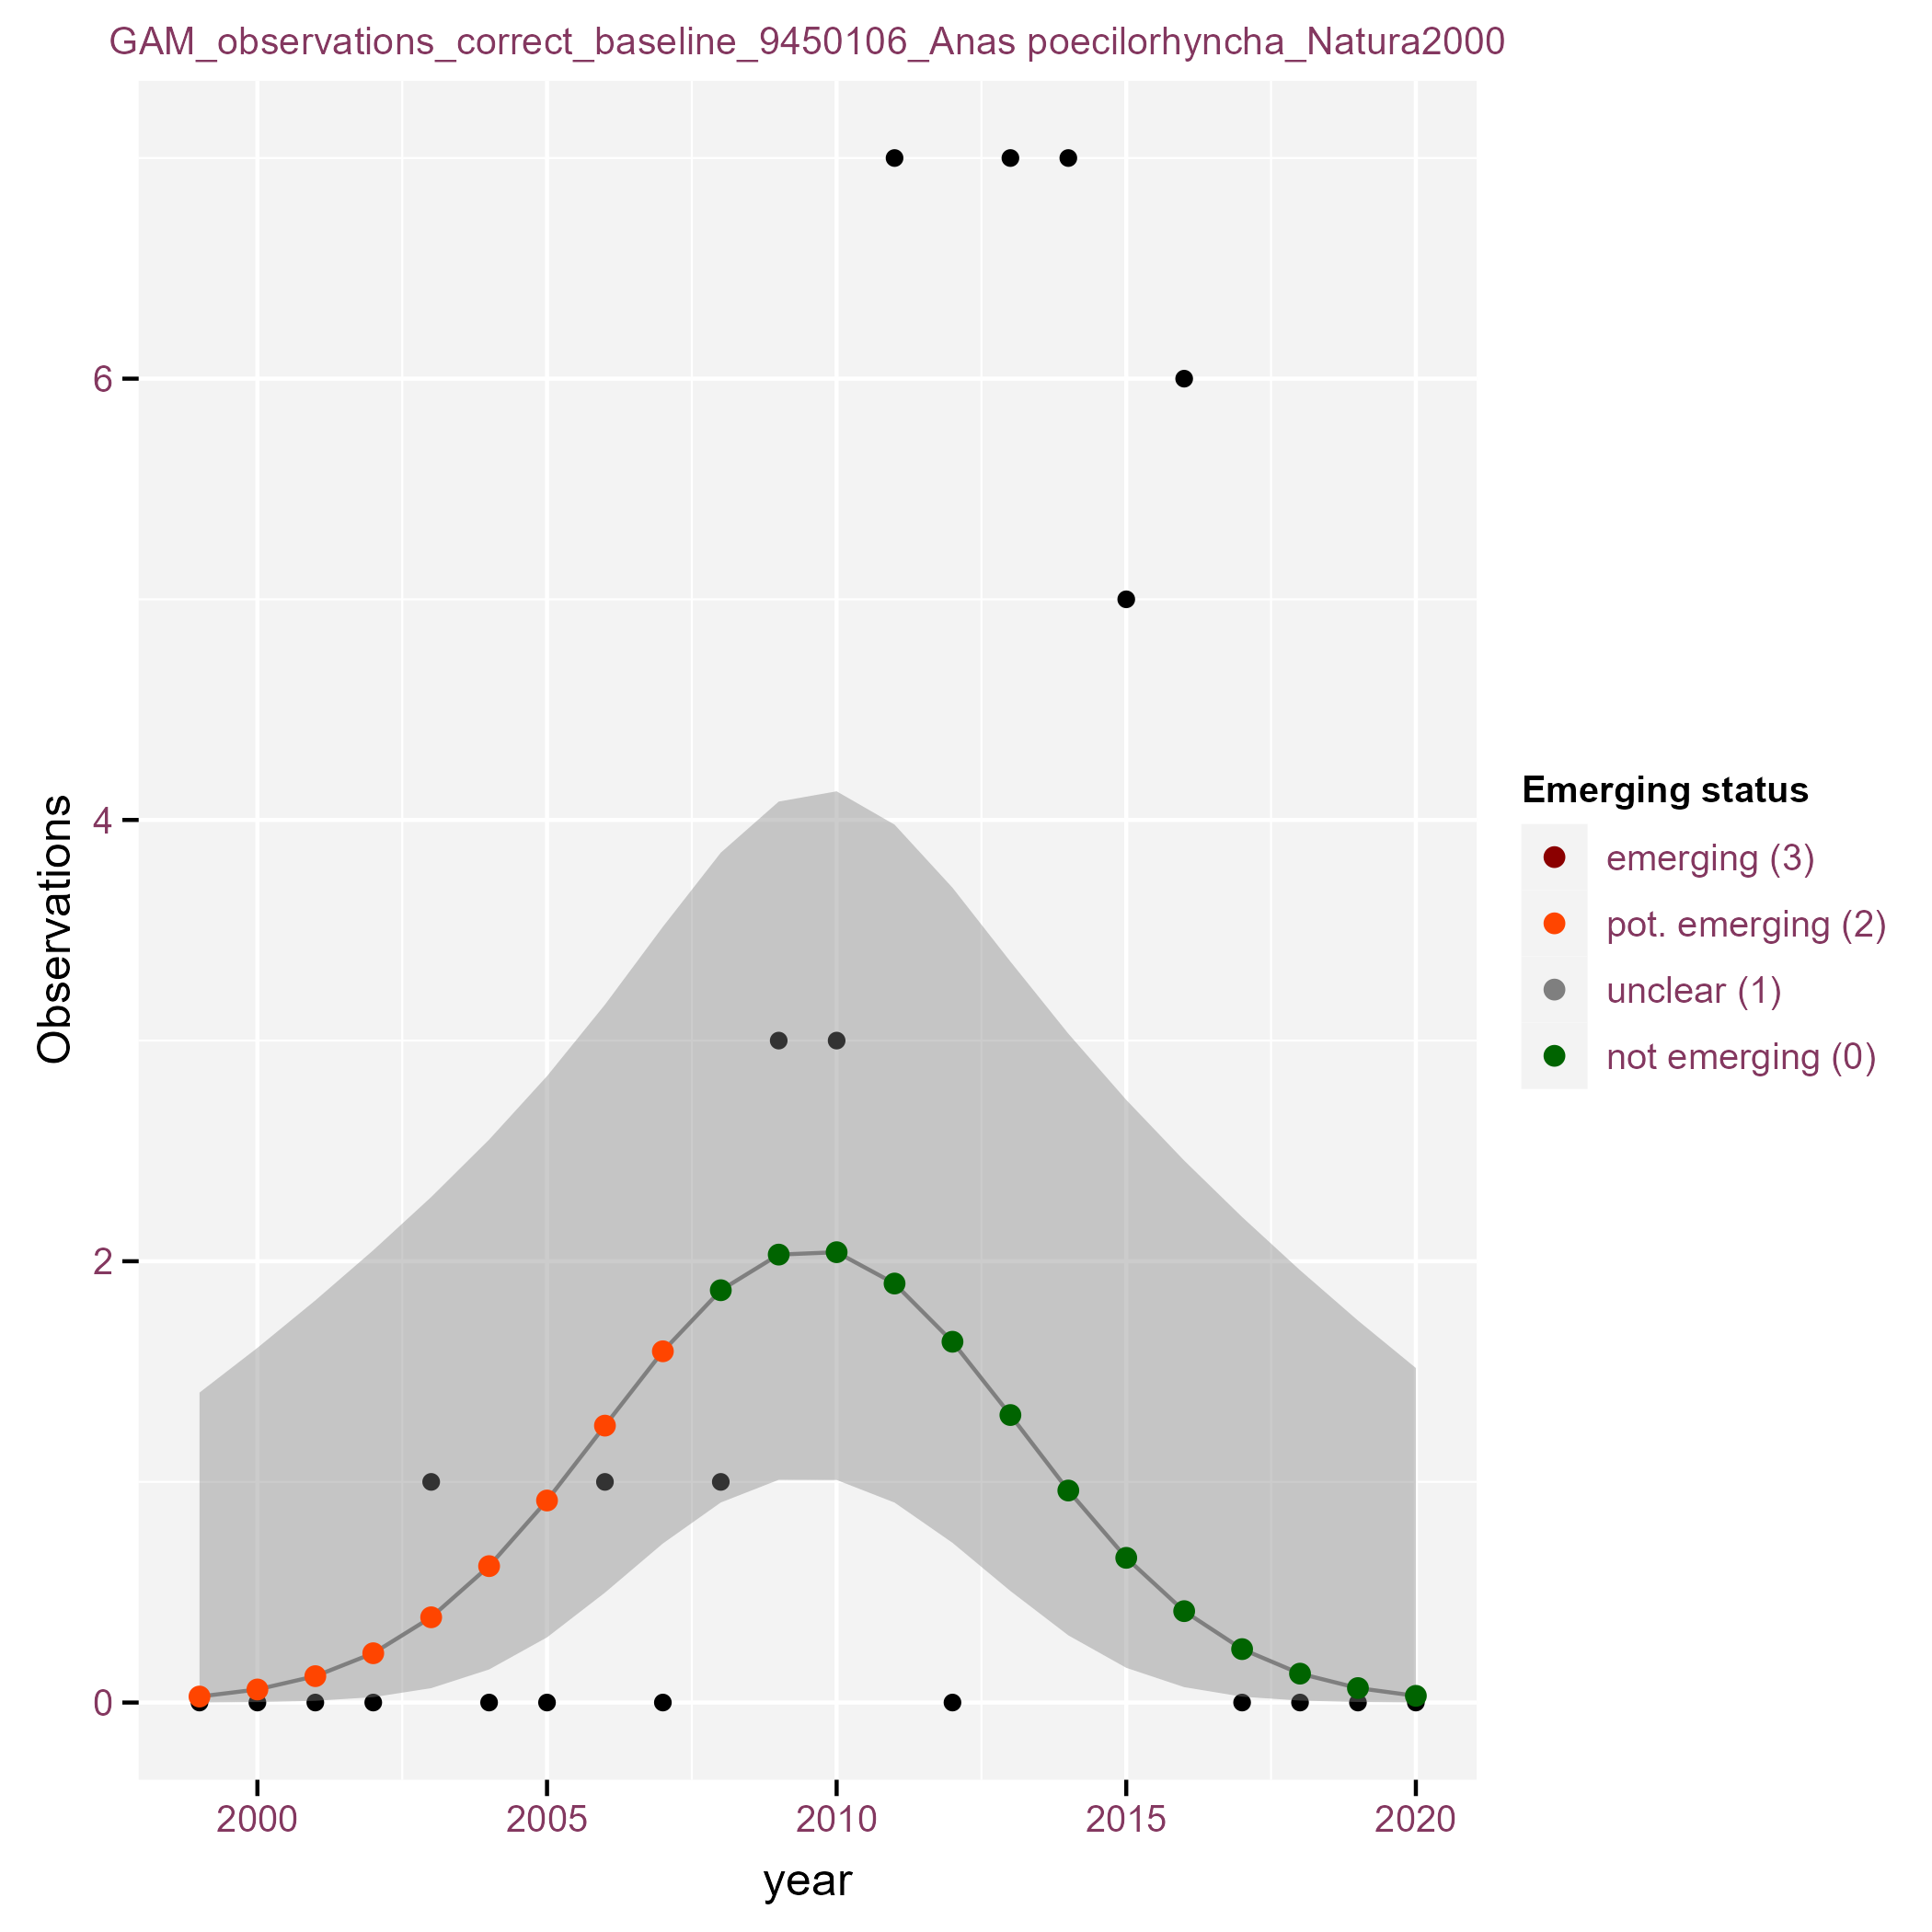 GAM_observations_correct_baseline_9450106_Anas poecilorhyncha_Natura2000
Observations
6
4
2
0
2000
2005
2010
2015
2020
year
Emerging status
emerging (3)
pot. emerging (2)
unclear (1)
not emerging (0)